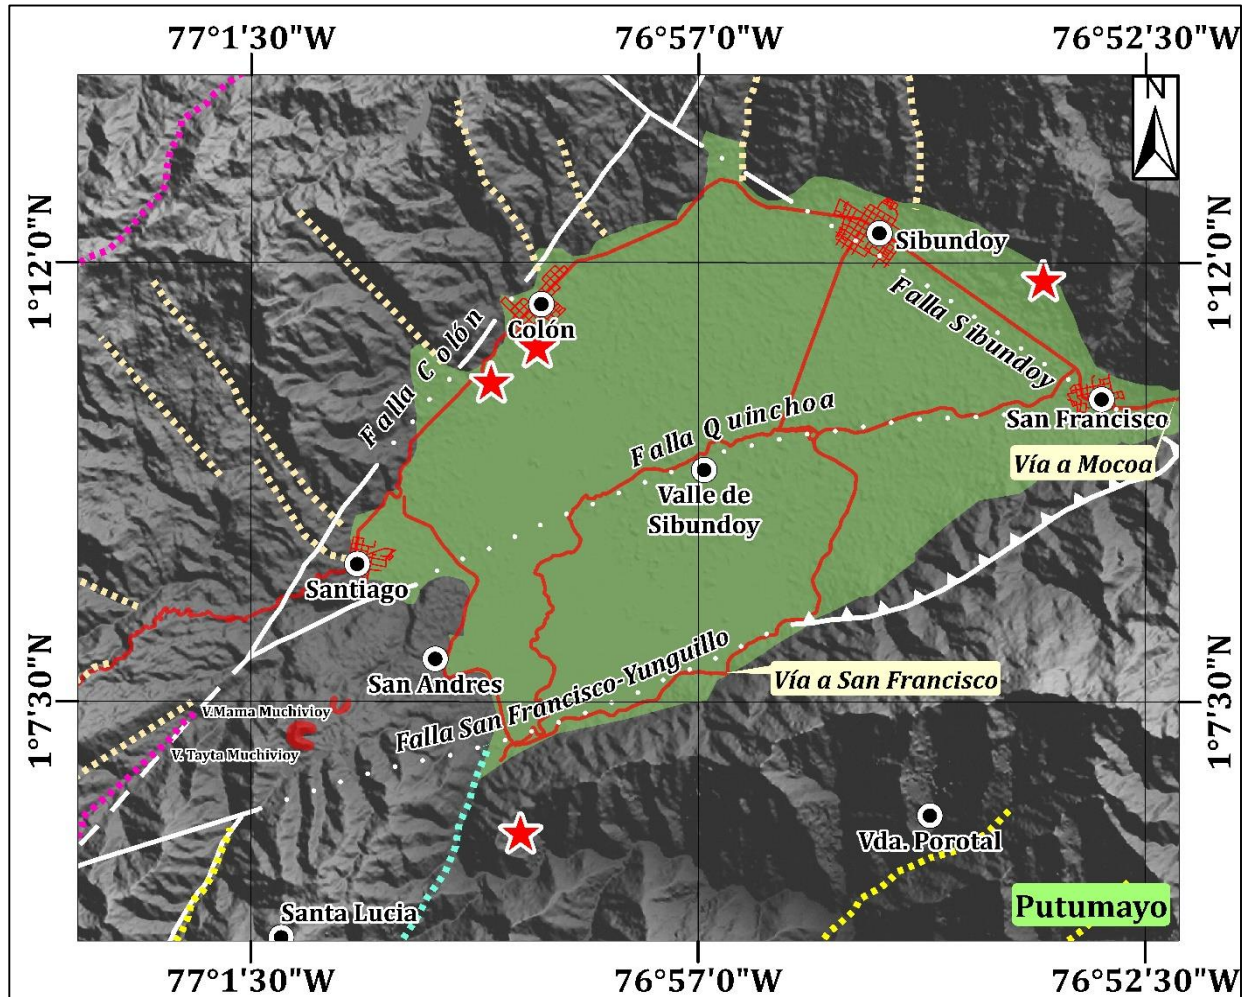 77°1'30"W
76°57'0"W
76°52'30"W
N
1°12'0"N
1°12'0"N
Sibundoy
Colón
Falla Colón
Falla Sibundoy
San Francisco
Falla Quinchoa
Vía a Mocoa
Valle de
Sibundoy
Santiago
San Andres
Falla San Francisco-Yunguillo
Vía a San Francisco
1°7'30"N
1°7'30"N
V.Mama Muchivioy
V. Tayta Muchivioy
Vda. Porotal
Santa Lucia
Putumayo
77°1'30"W
76°57'0"W
76°52'30"W